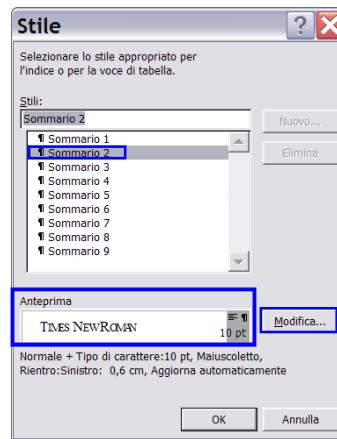 Stile
Selezionare lo stile appropriato per
l'indice o per la voce di tabella.
Stili:
Sommario 2
Nuovo...
¶ Sommario 1
Elimina
¶ Sommario 2
¶ Sommario 3
¶ Sommario 4
¶ Sommario 5
¶ Sommario 6
¶ Sommario 7
¶ Sommario 8
¶ Sommario 9
Anteprima
TIMES NEW ROMAN
¶
10 pt
Modifica...
Normale + Tipo di carattere:10 pt, Maiuscoletto,
Rientro:Sinistro: 0,6 cm, Aggiorna automaticamente
OK
Annulla